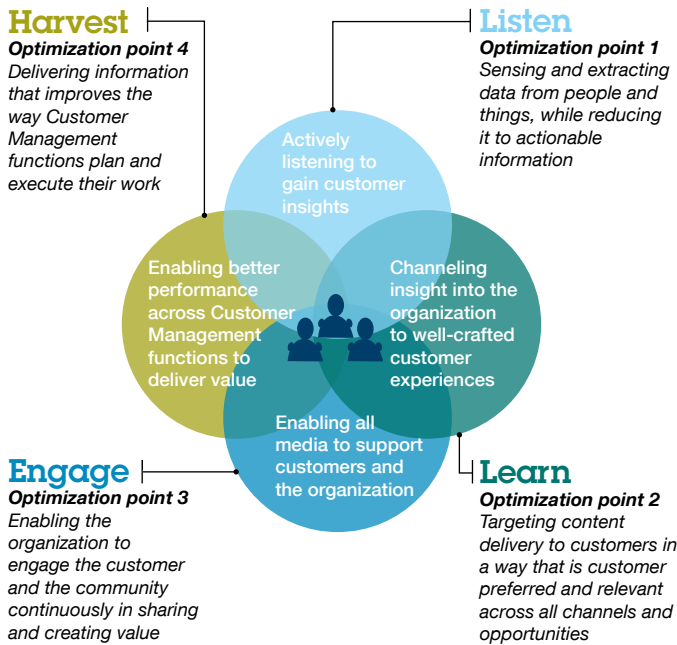 Harvest
Optimization point 4
Delivering information
that improves the
way Customer
Management
functions plan and
execute their work
Listen
Optimization point 1
Sensing and extracting
data from people and
things, while reducing
it to actionable
information
Actively
listening to
gain customer
insights
Enabling better
performance
across Customer
Management
functions to
deliver value
Channeling
insight into the
organization
to well-crafted
customer
experiences
Enabling all
media to support
customers and
the organization
Engage
Optimization point 3
Enabling the
organization to
engage the customer
and the community
continuously in sharing
and creating value
Learn
Optimization point 2
Targeting content
delivery to customers in
a way that is customer
preferred and relevant
across all channels and
opportunities